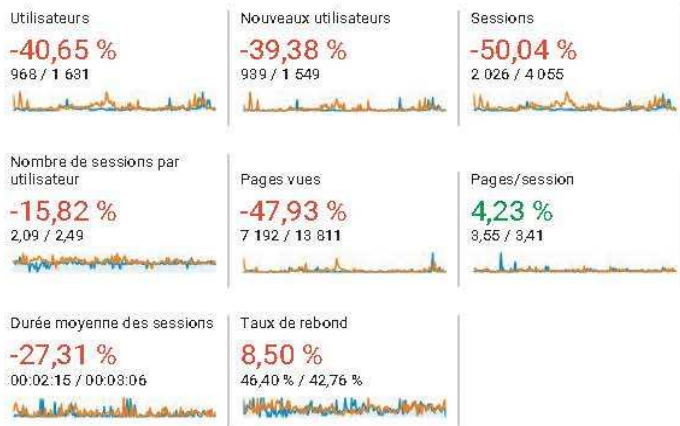 Utilisateurs
-40,65 %
968 / 1 631
Nouveaux utilisateurs
-39,38 %
939 / 1 549
Sessions
-50,04 %
2 026 / 4 055
Nombre de sessions par
utilisateur
-15,82 %
2,09 / 2,49
Pages vues
-47,93 %
7 192 / 13 811
Pages/session
4,23 %
3,55 / 3,41
Durée moyenne des sessions
-27,31 %
00:02:15 / 00:03:06
Taux de rebond
8,50 %
46,40 % / 42,76 %